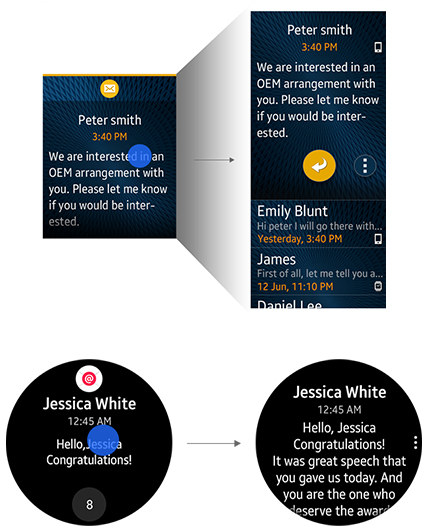 Peter smith
3:40 PM
We are interested in an
OEM arrangement with
you. Please let me know
if you would be inter-
ested.
Peter smith
3:40 PM
We are interested in an
OEM arrangement with
you. Please let me know
if you would be inter-
ested.
Emily Blunt
Hi peter I will go there with...
Yesterday, 3:40 PM
James
First of all, let me tell you a...
12 Jun, 11:10 PM
Daniel Lee
@
Jessica White
12:45 AM
Hello, Jessica
Congratulations!
8
Jessica White
12:45 AM
Hello, Jessica
Congratulations!
It was great speech that
you gave us today. And
you are the one who
deserve the award